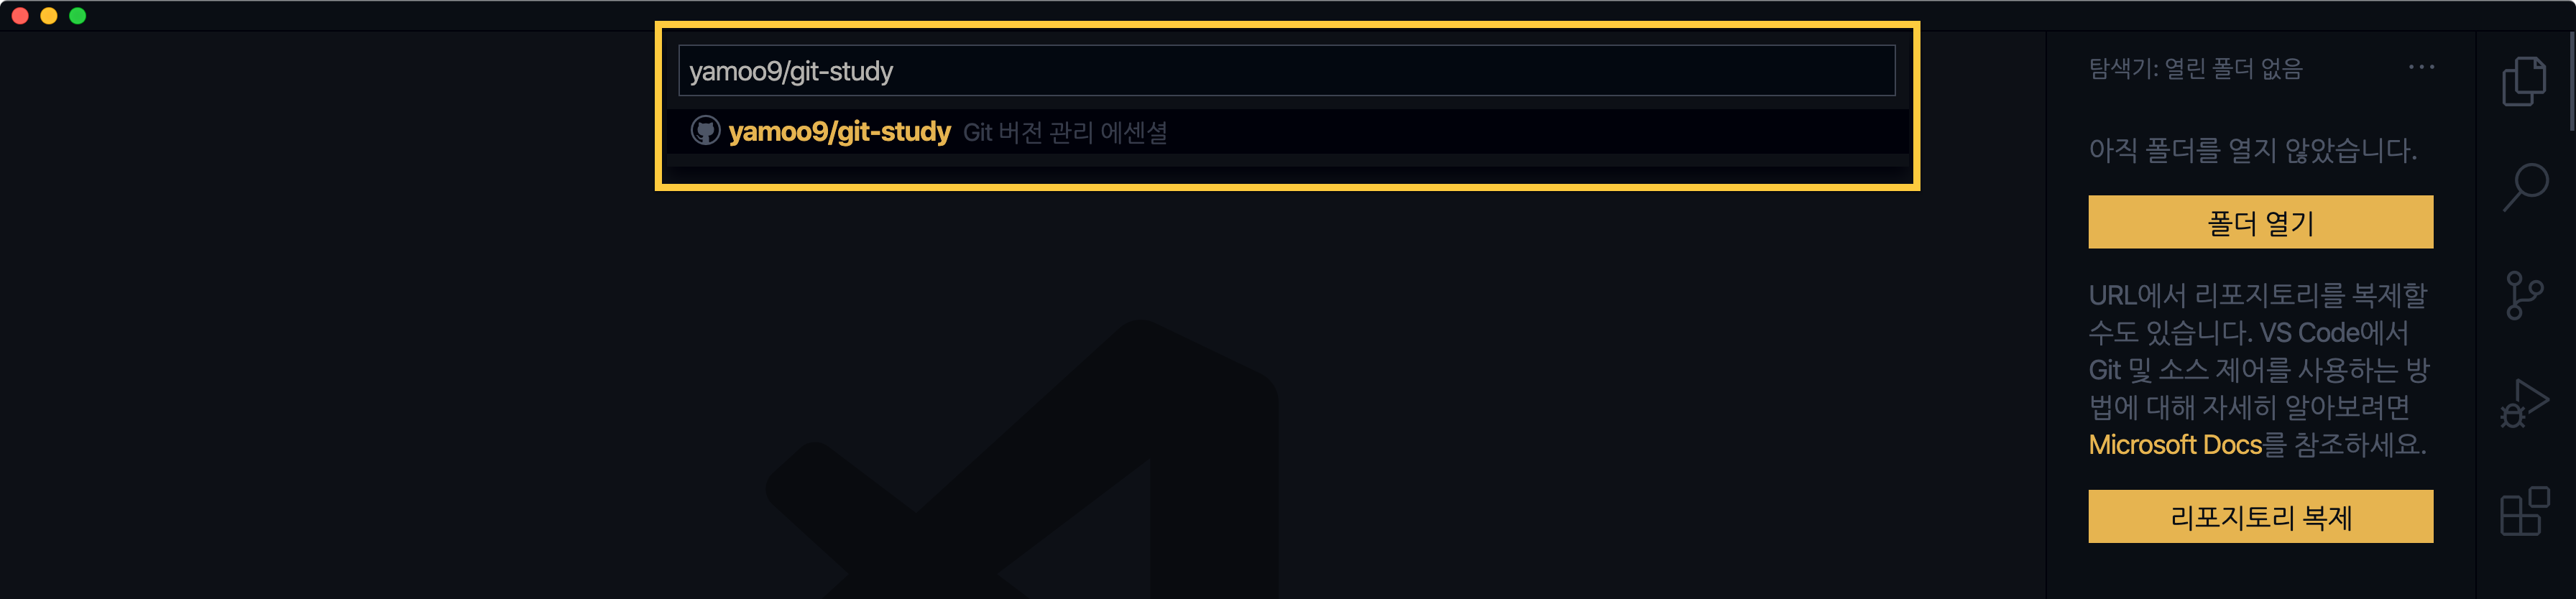 yamoo9/git-study
yamoo9/git-study Git 버전 관리 에센셜
탐색기: 열린 폴더 없음
아직 폴더를 열지 않았습니다.
폴더 열기
URL에서 리포지토리를 복제할
수도 있습니다. VS Code에서
Git 및 소스 제어를 사용하는 방
법에 대해 자세히 알아보려면
Microsoft Docs를 참조하세요.
리포지토리 복제